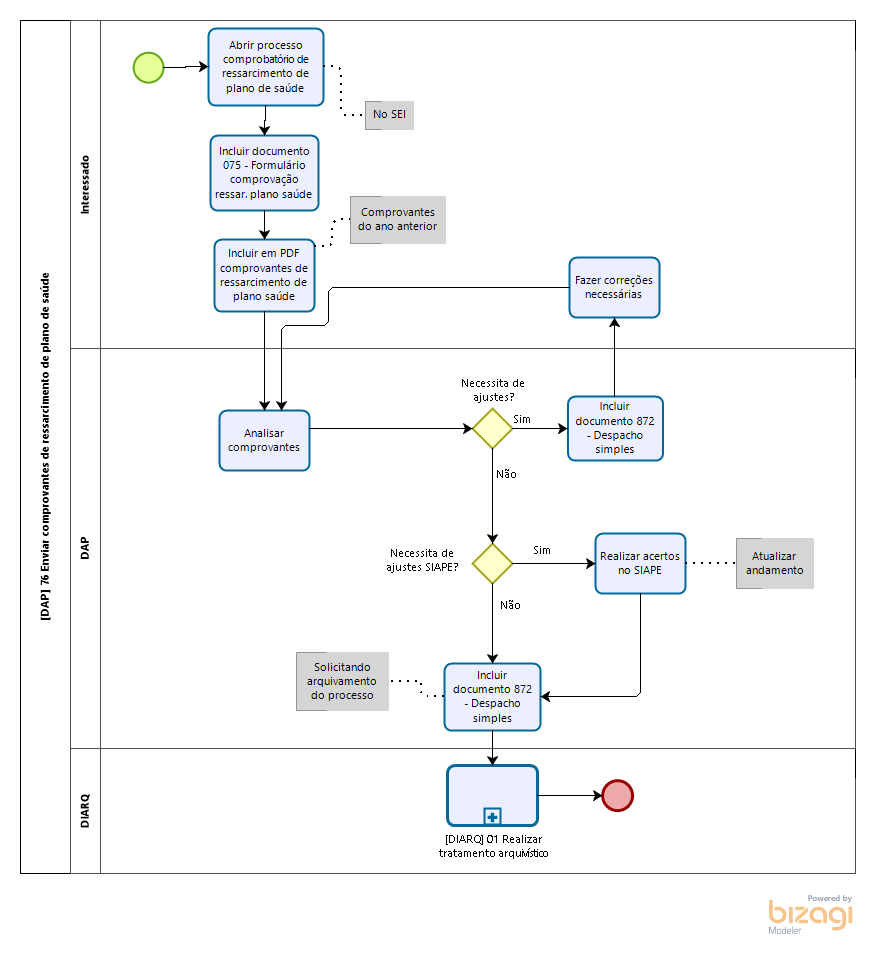 [DAP] 76 Enviar comprovantes de ressarcimento de plano de saúde
Interessado
Abrir processo
comprobatório de
ressarcimento de
plano de saúde
No SEI
Incluir documento
075 - Formulário
comprovação
ressar. plano saúde
Comprovantes
do ano anterior
Incluir em PDF
comprovantes de
ressarcimento de
plano saúde
Fazer correções
necessárias
DAP
Analisar
comprovantes
Necessita de
ajustes?
Sim
Incluir
documento 872
- Despacho
simples
Não
Necessita de
ajustes SIAPE?
Sim
Realizar acertos
no SIAPE
Atualizar
andamento
Não
Solicitando
arquivamento
do processo
Incluir
documento 872
- Despacho
simples
DIARQ
[DIARQ] 01 Realizar
tratamento arquivístico
Powered by
bizagi
Modeler